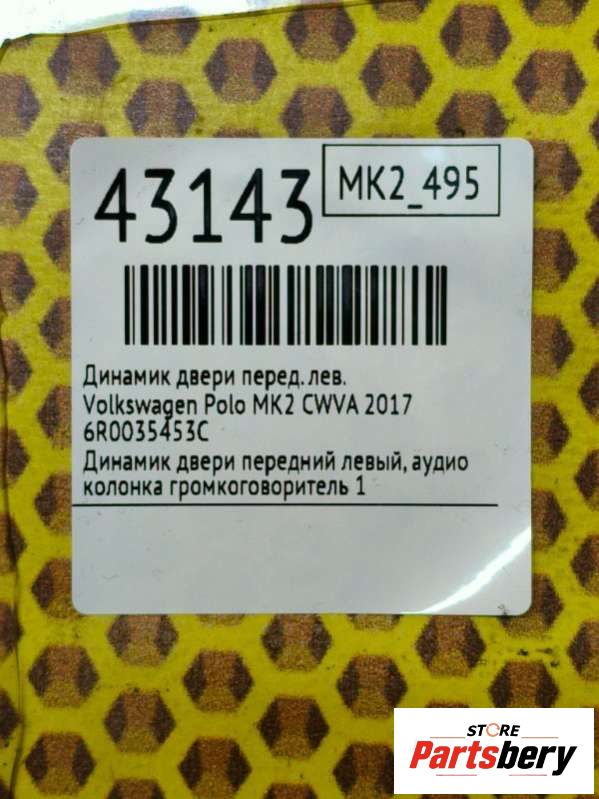 43143
MK2_495
Динамик двери перед. лев.
Volkswagen Polo MK2 CWVA 2017
6R0035453C
Динамик двери передний левый, аудио
колонка громкоговоритель 1
STORE
Partsbery